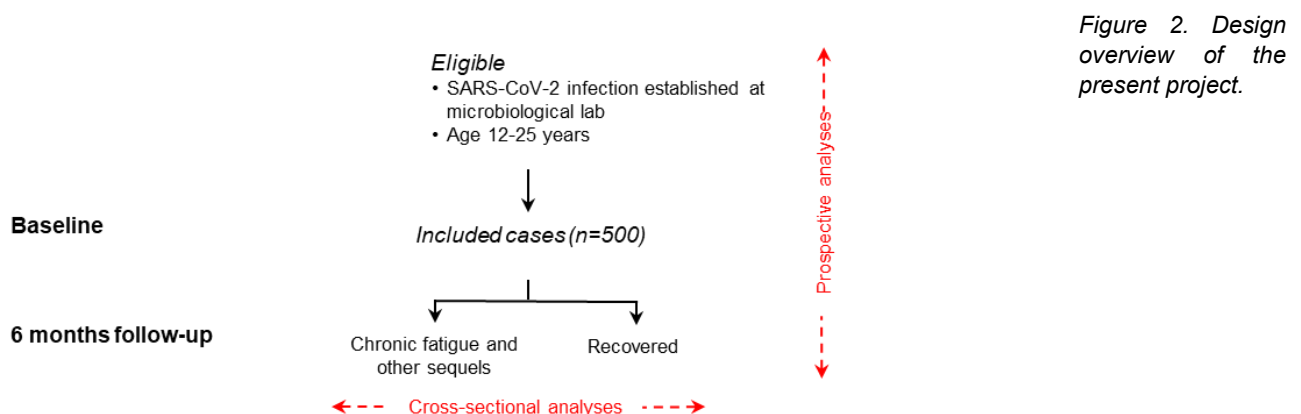 Figure 2. Design
overview of the
present project.
Eligible
• SARS-CoV-2 infection established at
microbiological lab
• Age 12-25 years
Prospective analyses
Baseline
Included cases (n=500)
6 months follow-up
Chronic fatigue and
other sequels
Recovered
Cross-sectional analyses